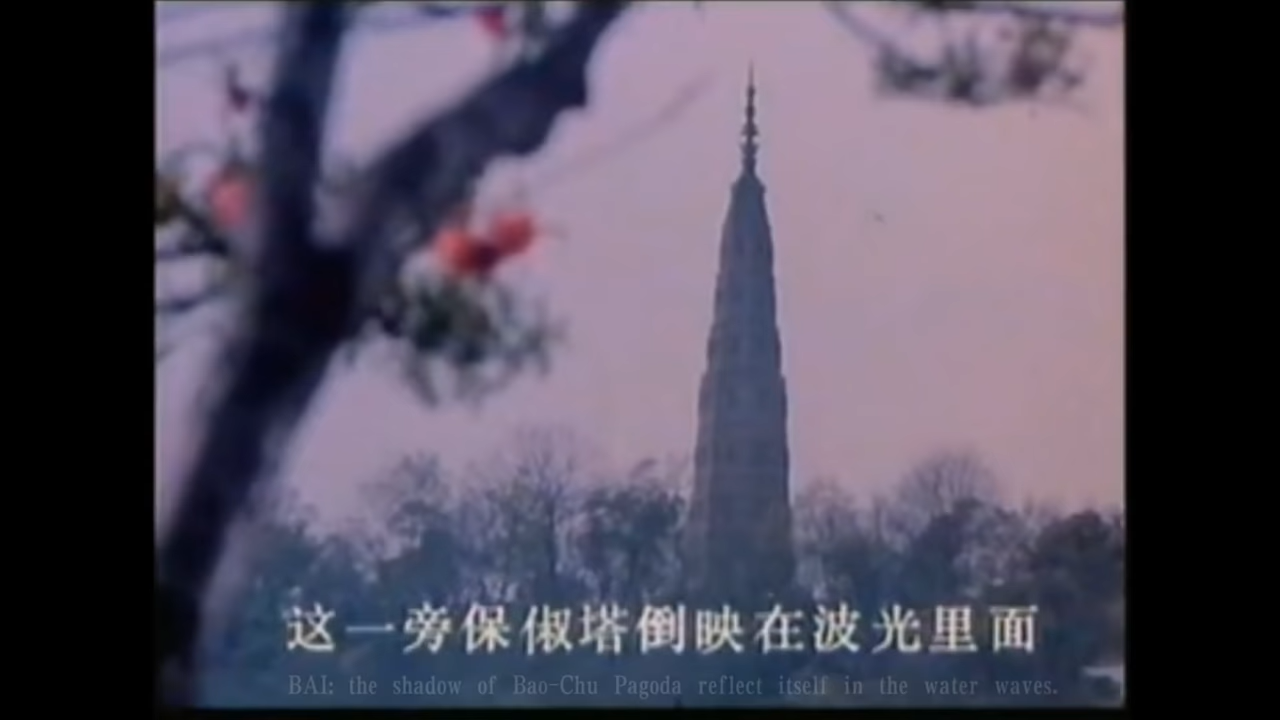 这一旁保俶塔倒映在波光里面
BAI: the shadow of Bao-Chu Pagoda reflect itself in the water waves.